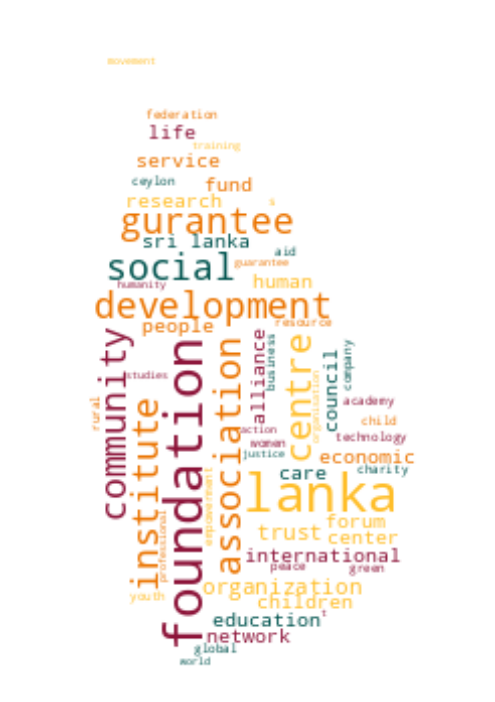 movement
federation
life
training
service
ceylon
fund
research
s
gurantee
sri lanka
aid
social
guarantee
humanity
human
development
people
resource
community
foundation
association
alliance
business
centre
organisation
council
company
studies
institute
rural
academy
child
action
technology
women
justice
economic
care
charity
empowerment
lanka
professional
forum
trust
center
international
peace
green
organization
youth
children
t
education
network
global
world